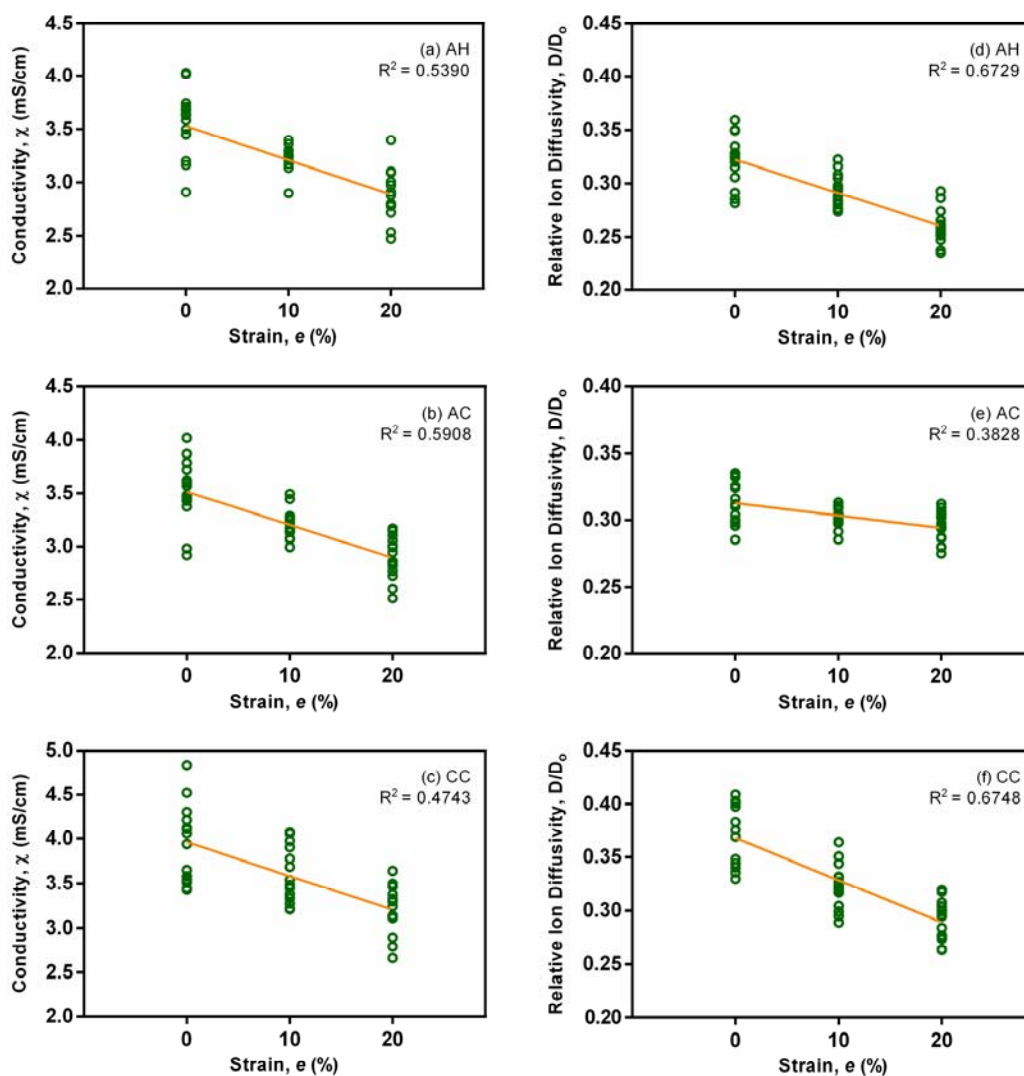 4.5
4.0
3.5
3.0
2.5
2.0
Conductivity, χ (mS/cm)
(a) AH
R² = 0.5390
0
10
20
Strain, e (%)
0.45
0.40
0.35
0.30
0.25
0.20
Relative Ion Diffusivity, D/Dₒ
(d) AH
R² = 0.6729
0
10
20
Strain, e (%)
4.5
4.0
3.5
3.0
2.5
2.0
Conductivity, χ (mS/cm)
(b) AC
R² = 0.5908
0
10
20
Strain, e (%)
0.40
0.35
0.30
0.25
0.20
Relative Ion Diffusivity, D/Dₒ
(e) AC
R² = 0.3828
0
10
20
Strain, e (%)
5.0
4.5
4.0
3.5
3.0
2.5
2.0
Conductivity, χ (mS/cm)
(c) CC
R² = 0.4743
0
10
20
Strain, e (%)
0.45
0.40
0.35
0.30
0.25
0.20
Relative Ion Diffusivity, D/Dₒ
(f) CC
R² = 0.6748
0
10
20
Strain, e (%)